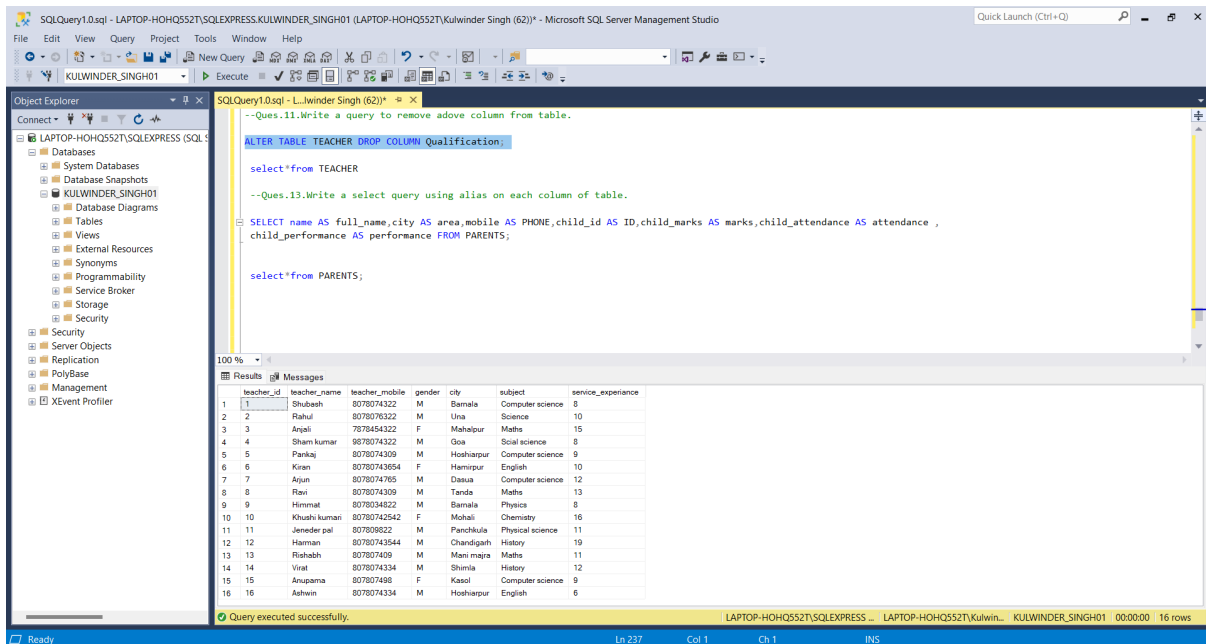 SQLQuery1.0.sql - LAPTOP-HOHQ552T\SQLEXPRESS.KULWINDER_SINGH01 (LAPTOP-HOHQ552T\Kulwinder Singh (62))* - Microsoft SQL Server Management Studio
Quick Launch (Ctrl+Q)
File Edit View Query Project Tools Window Help
New Query
KULWINDER_SINGH01 Execute
Object Explorer
Connect
LAPTOP-HOHQ552T\SQLEXPRESS (SQL S
Databases
System Databases
Database Snapshots
KULWINDER_SINGH01
Database Diagrams
Tables
Views
External Resources
Synonyms
Programmability
Service Broker
Storage
Security
Security
Server Objects
Replication
PolyBase
Management
XEvent Profiler
SQLQuery1.0.sql - L...lwinder Singh (62))*
--Ques.11.Write a query to remove adove column from table.
ALTER TABLE TEACHER DROP COLUMN Qualification;
select*from TEACHER
--Ques.13.Write a select query using alias on each column of table.
SELECT name AS full_name,city AS area,mobile AS PHONE,child_id AS ID,child_marks AS marks,child_attendance AS attendance ,
child_performance AS performance FROM PARENTS;
select*from PARENTS;
100 %
Results Messages
teacher_id teacher_name teacher_mobile gender city subject service_experiance
1 1 Shubash 8078074322 M Barnala Computer science 8
2 2 Rahul 8078076322 M Una Science 10
3 3 Anjali 7878454322 F Mahalpur Maths 15
4 4 Sham kumar 9878074322 M Goa Scial science 8
5 5 Pankaj 8078074309 M Hoshiarpur Computer science 9
6 6 Kiran 80780743654 F Hamirpur English 10
7 7 Arjun 8078074765 M Dasua Computer science 12
8 8 Ravi 8078074309 M Tanda Maths 13
9 9 Himmat 8078034822 M Barnala Physics 8
10 10 Khushi kumari 80780742542 F Mohali Chemistry 16
11 11 Jeneder pal 807809822 M Panchkula Physical science 11
12 12 Harman 80780743544 M Chandigarh History 19
13 13 Rishabh 807807409 M Mani majra Maths 11
14 14 Virat 8078074334 M Shimla History 12
15 15 Anupama 807807498 F Kasol Computer science 9
16 16 Ashwin 8078074334 M Hoshiarpur English 6
Query executed successfully. LAPTOP-HOHQ552T\SQLEXPRESS ... LAPTOP-HOHQ552T\Kulwin... KULWINDER_SINGH01 00:00:00 16 rows
Ready Ln 237 Col 1 Ch 1 INS